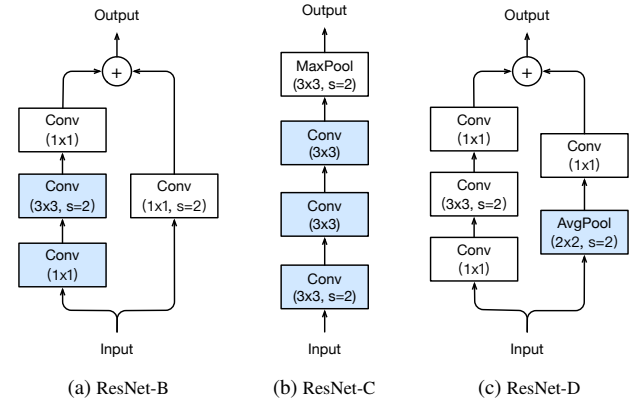 Output
+
Conv
(1x1)
Conv
(3x3, s=2)
Conv
(1x1)
Conv
(1x1, s=2)
Input
(a) ResNet-B
Output
MaxPool
(3x3, s=2)
Conv
(3x3)
Conv
(3x3)
Conv
(3x3, s=2)
Input
(b) ResNet-C
Output
+
Conv
(1x1)
Conv
(3x3, s=2)
Conv
(1x1)
Conv
(1x1)
AvgPool
(2x2, s=2)
Input
(c) ResNet-D